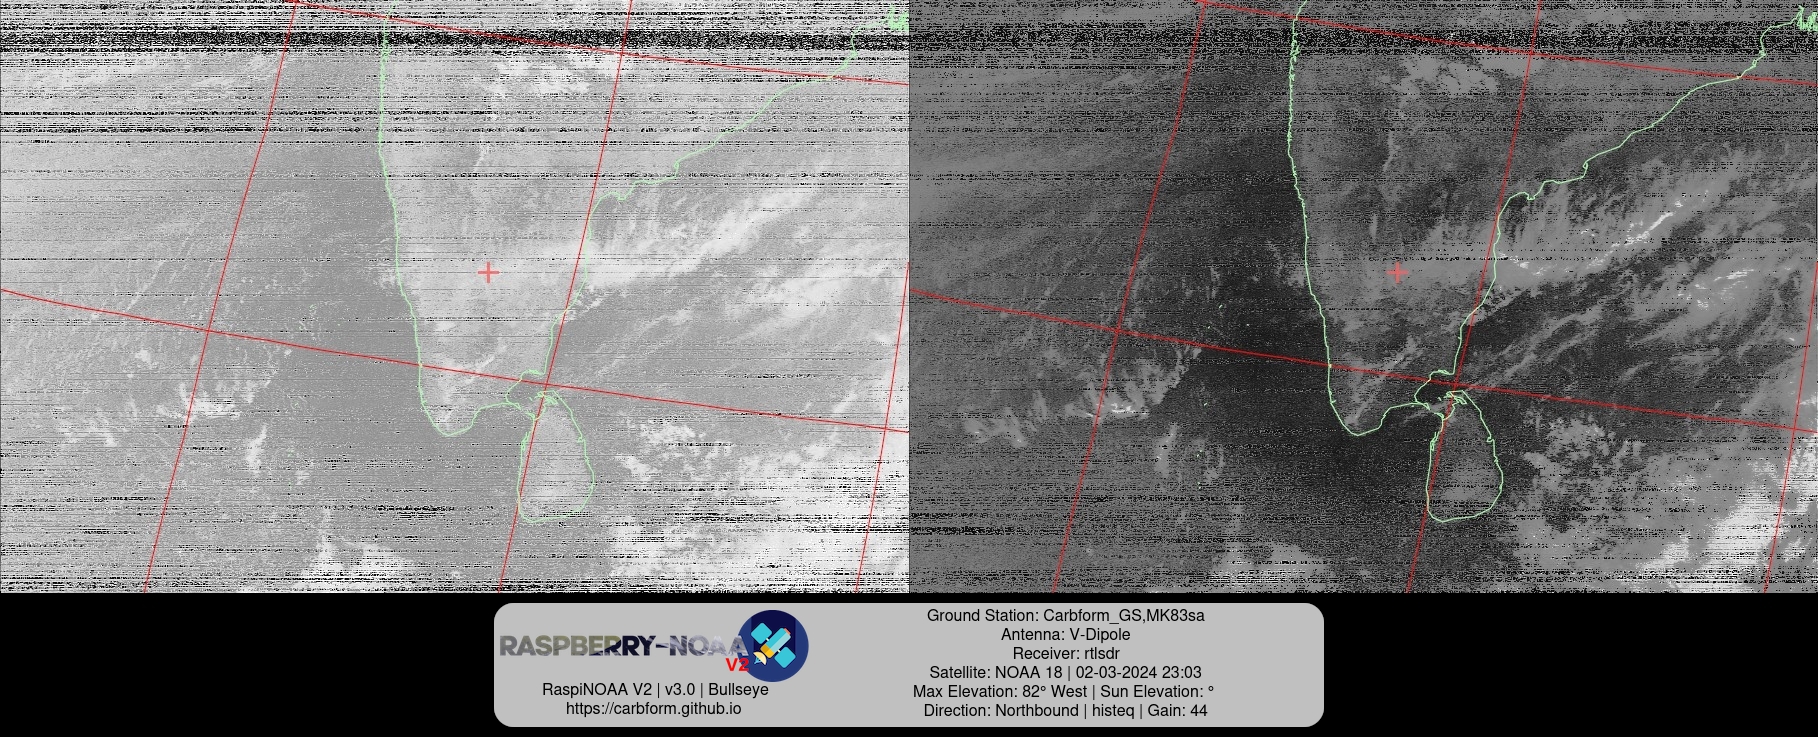 RASPBERRY-NOAA
V2
RaspiNOAA V2 | v3.0 | Bullseye
https://carbform.github.io
Ground Station: Carbform_GS,MK83sa
Antenna: V-Dipole
Receiver: rtlsdr
Satellite: NOAA 18 | 02-03-2024 23:03
Max Elevation: 82° West | Sun Elevation: °
Direction: Northbound | histeq | Gain: 44